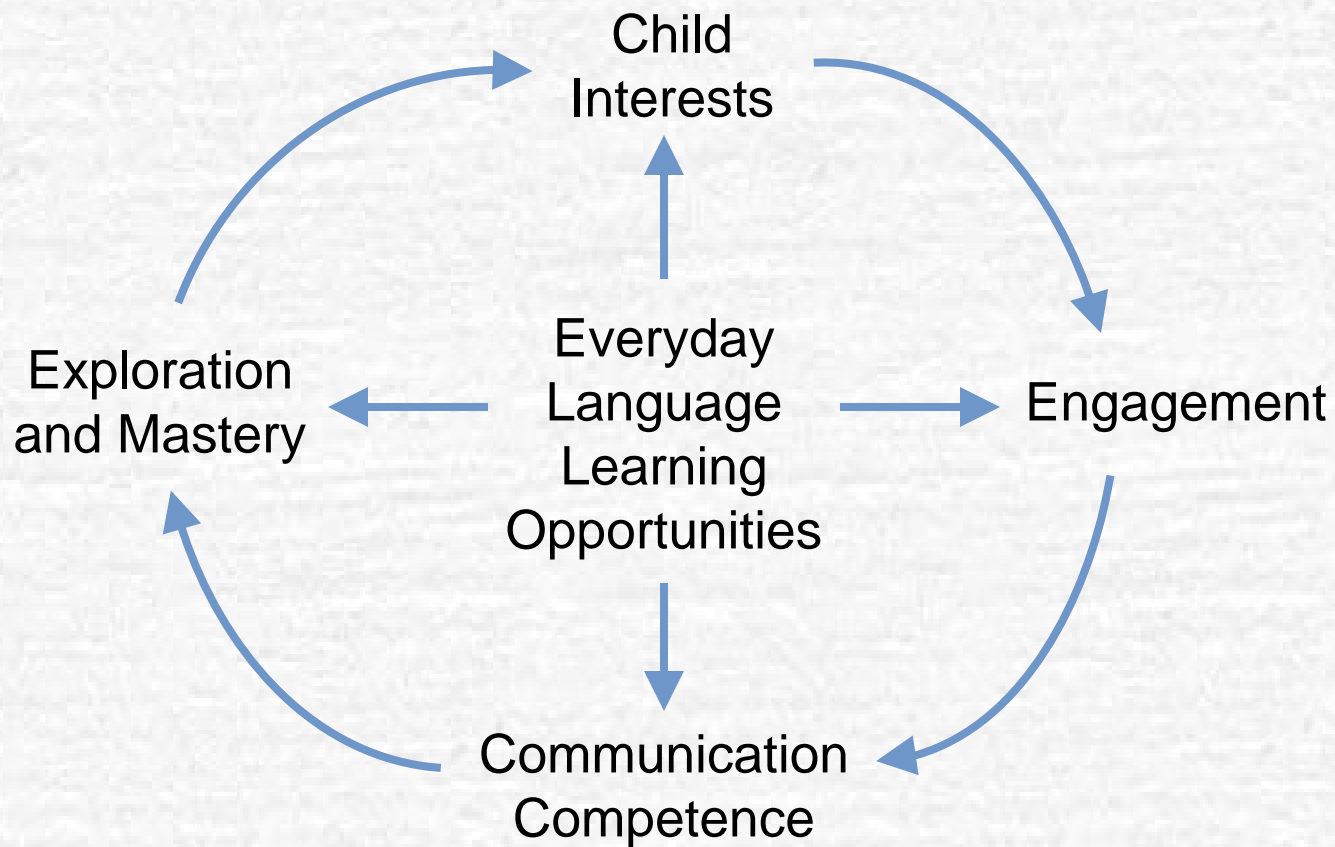 Child
Interests
Exploration
and Mastery
Everyday
Language
Learning
Opportunities
Engagement
Communication
Competence